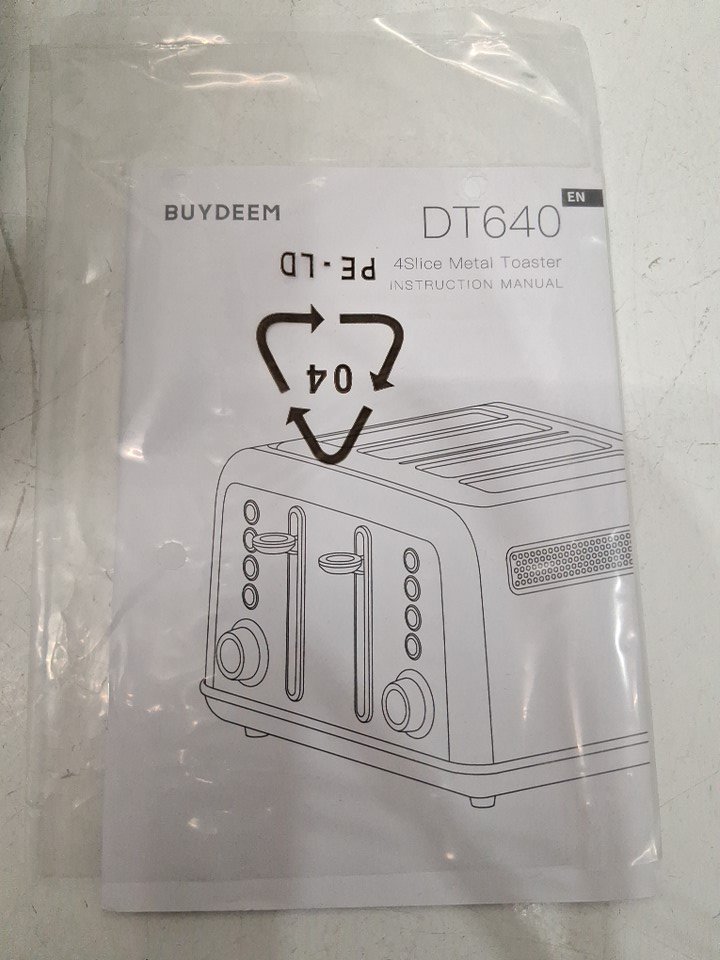 EN
BUYDEEM
DT640
4Slice Metal Toaster
INSTRUCTION MANUAL
PE-LD
04